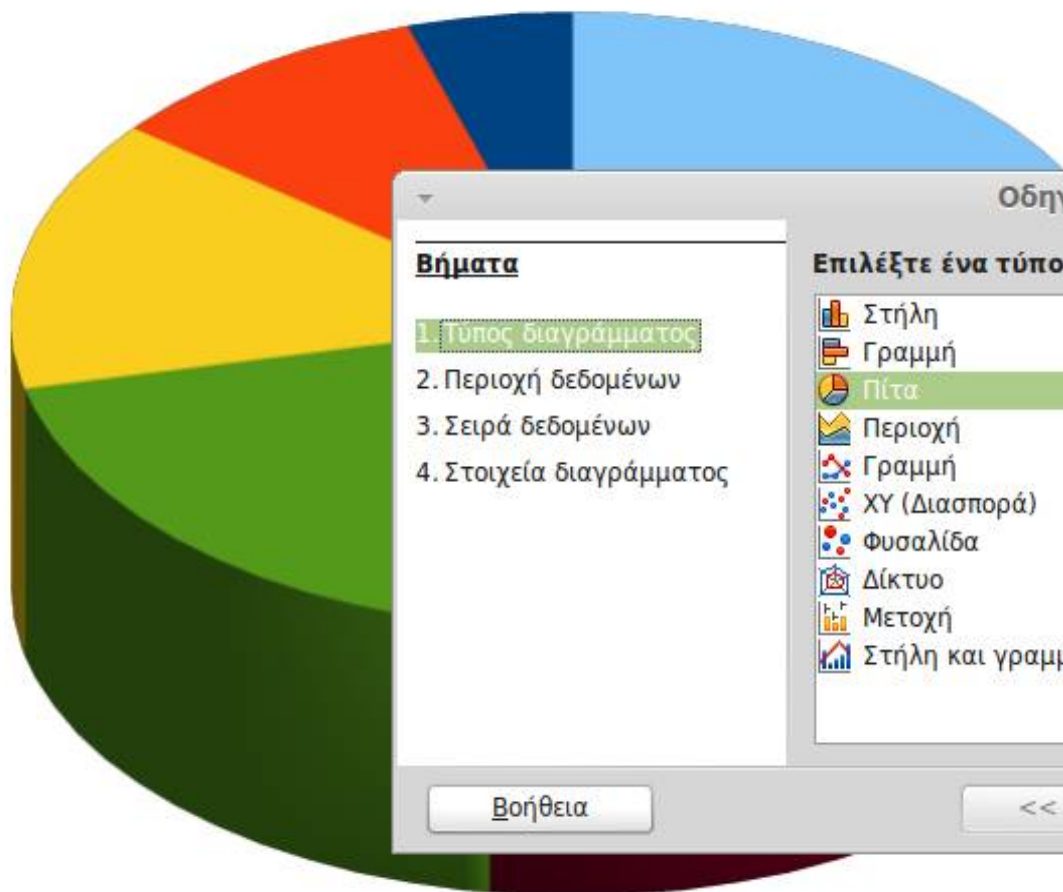 Οδηγ
Βήματα
1. Τύπος διαγράμματος
2. Περιοχή δεδομένων
3. Σειρά δεδομένων
4. Στοιχεία διαγράμματος
Επιλέξτε ένα τύπο
Στήλη
Γραμμή
Πίτα
Περιοχή
Γραμμή
XY (Διασπορά)
Φυσαλίδα
Δίκτυο
Μετοχή
Στήλη και γραμμ
Βοήθεια
<<